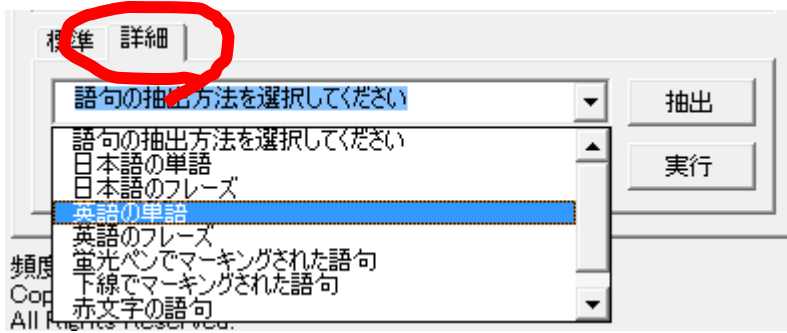 標準 詳細
語句の抽出方法を選択してください
抽出
語句の抽出方法を選択してください
日本語の単語
日本語のフレーズ
実行
英語の単語
英語のフレーズ
蛍光ペンでマーキングされた語句
下線でマーキングされた語句
赤文字の語句
頻度
Cop
All Rights Reserved.